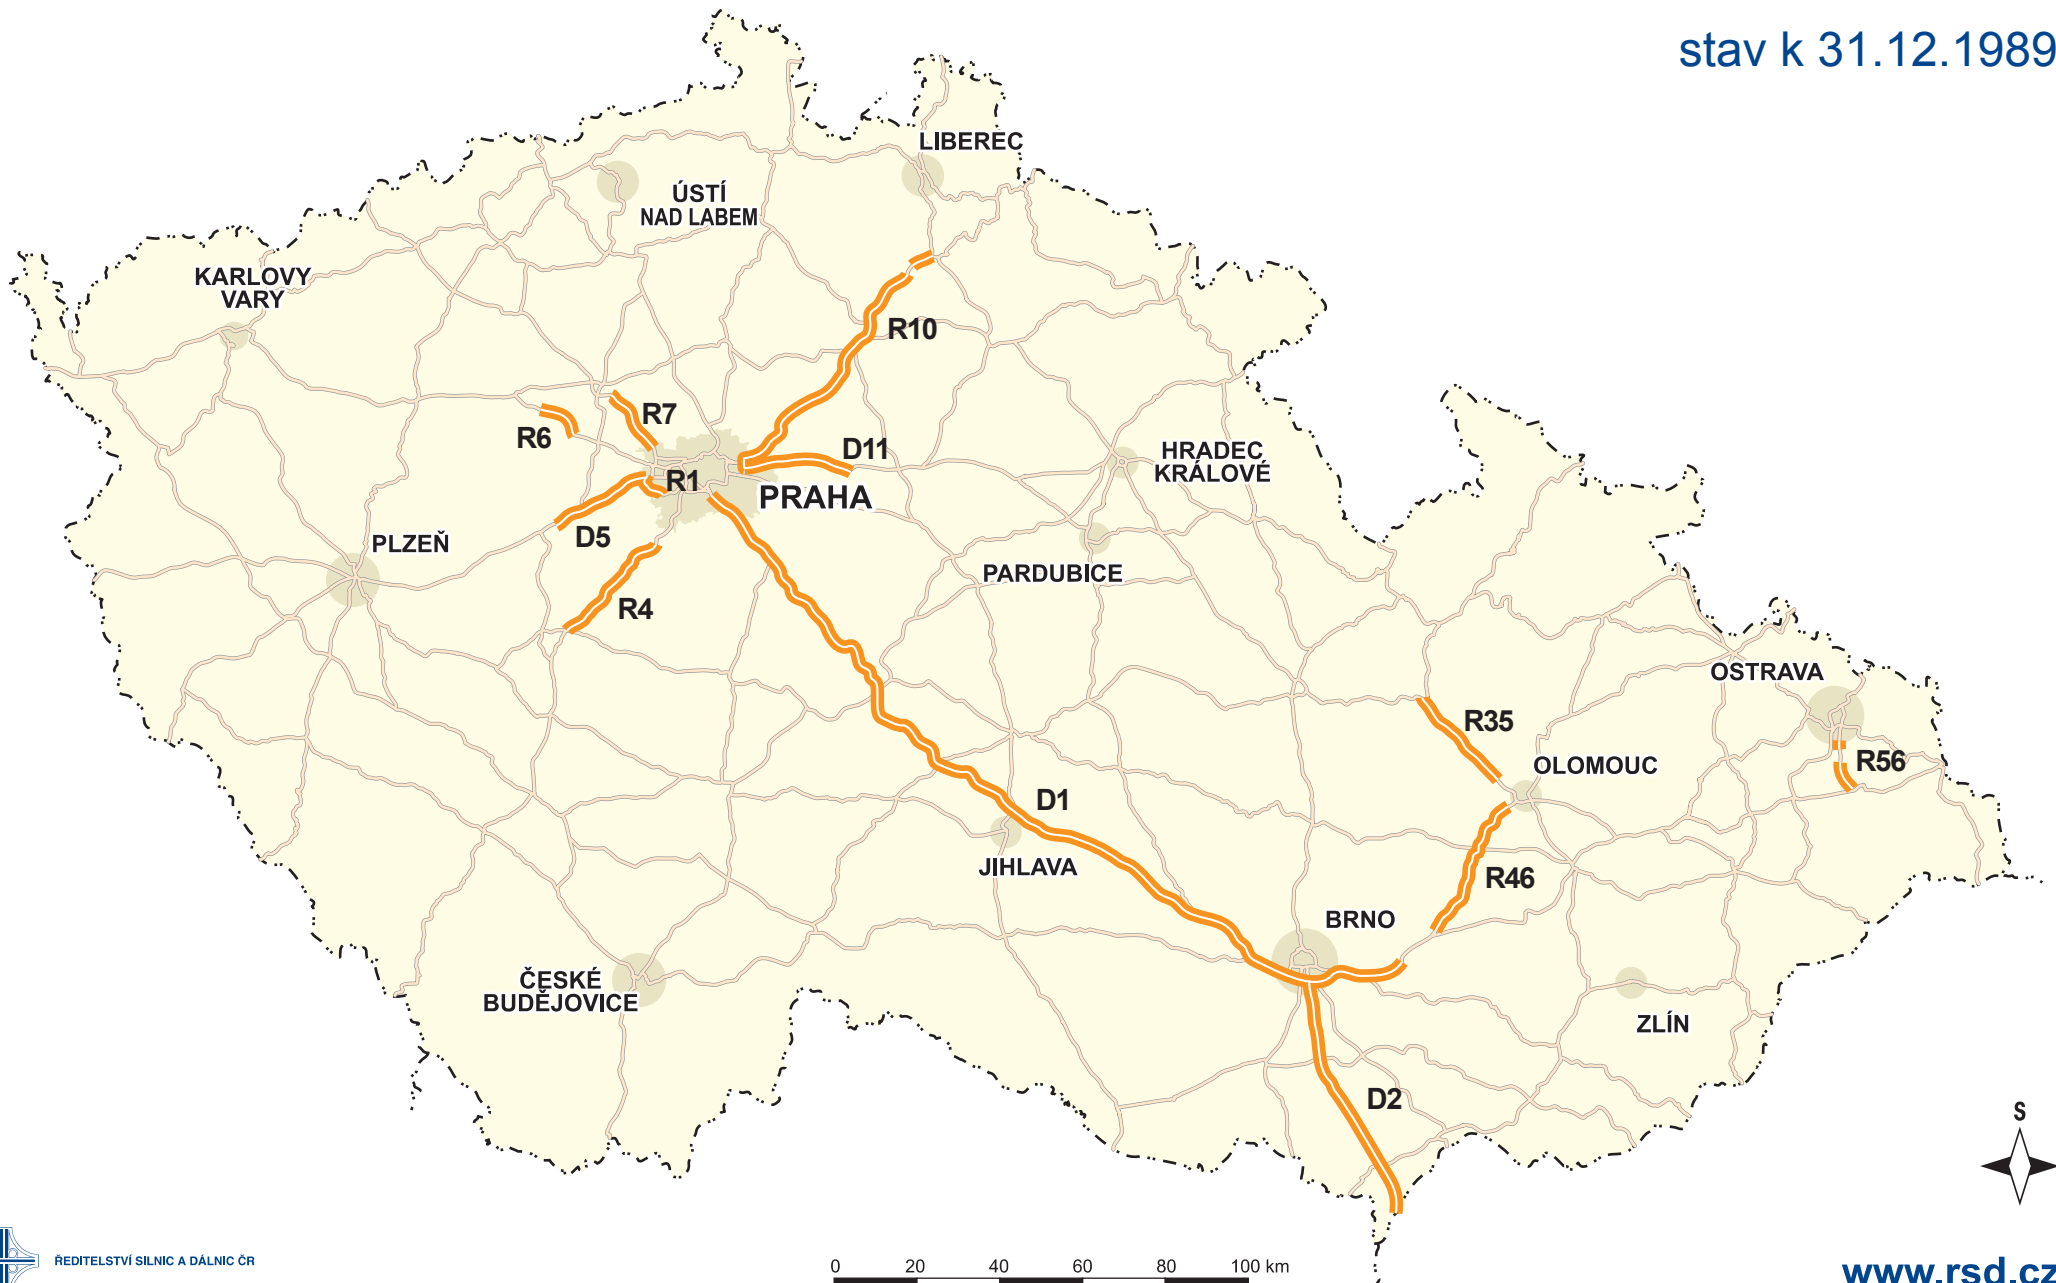 stav k 31.12.1989
LIBEREC
ÚSTÍ
NAD LABEM
KARLOVY
VARY
R10
R7
R6
D11
HRADEC
KRÁLOVÉ
R1
PRAHA
D5
PLZEŇ
PARDUBICE
R4
OSTRAVA
R35
OLOMOUC
R56
D1
JIHLAVA
R46
BRNO
ČESKÉ
BUDĚJOVICE
ZLÍN
D2
S
ŘEDITELSTVÍ SILNIC A DÁLNIC ČR
0 20 40 60 80 100 km
www.rsd.cz